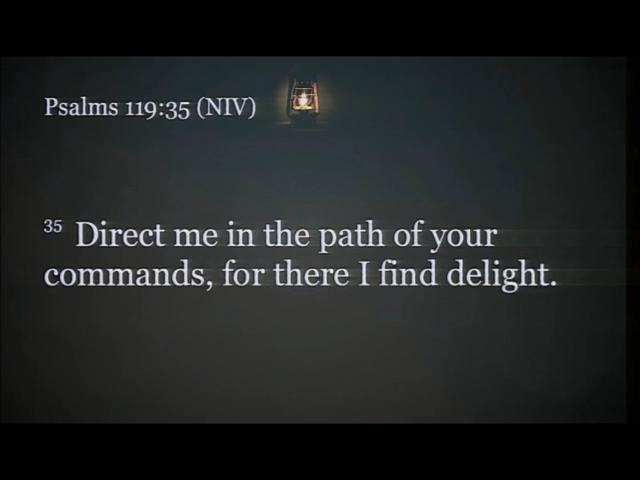 Psalms 119:35 (NIV)
35 Direct me in the path of your
commands, for there I find delight.